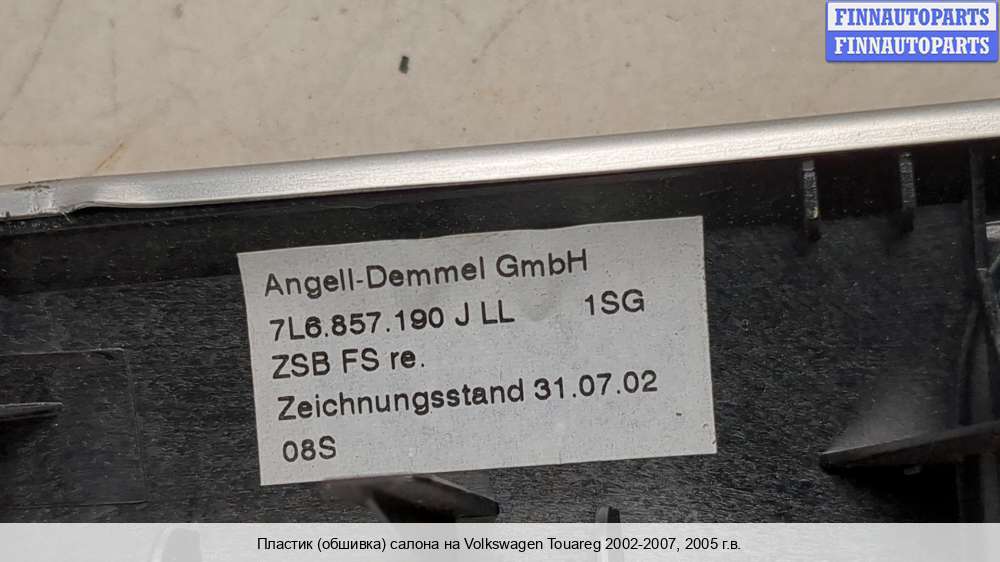 FINNAUTOPARTS
FINNAUTOPARTS
Angell-Demmel GmbH
7L6.857.190 J LL 1SG
ZSB FS re.
Zeichnungsstand 31.07.02
08S
Пластик (обшивка) салона на Volkswagen Touareg 2002-2007, 2005 г.в.